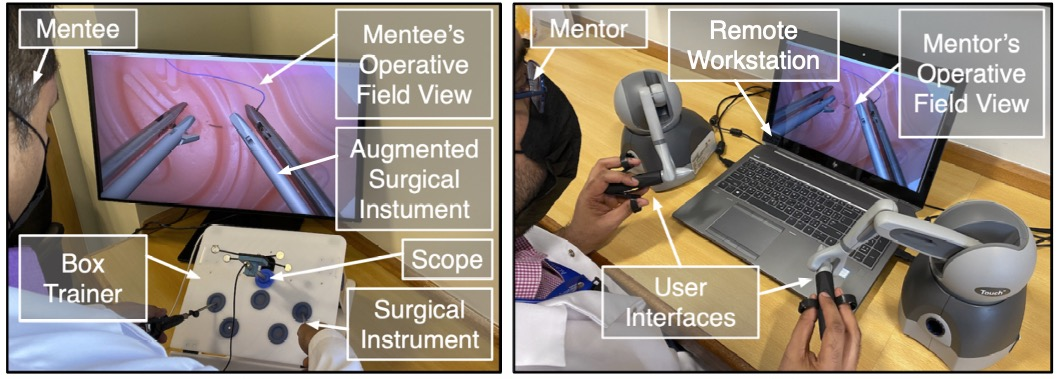 Mentee
Mentee's
Operative
Field View
Augmented
Surgical
Instument
Box
Trainer
Scope
Surgical
Instrument
Mentor
Remote
Workstation
Mentor's
Operative
Field View
User
Interfaces
Touch
hp